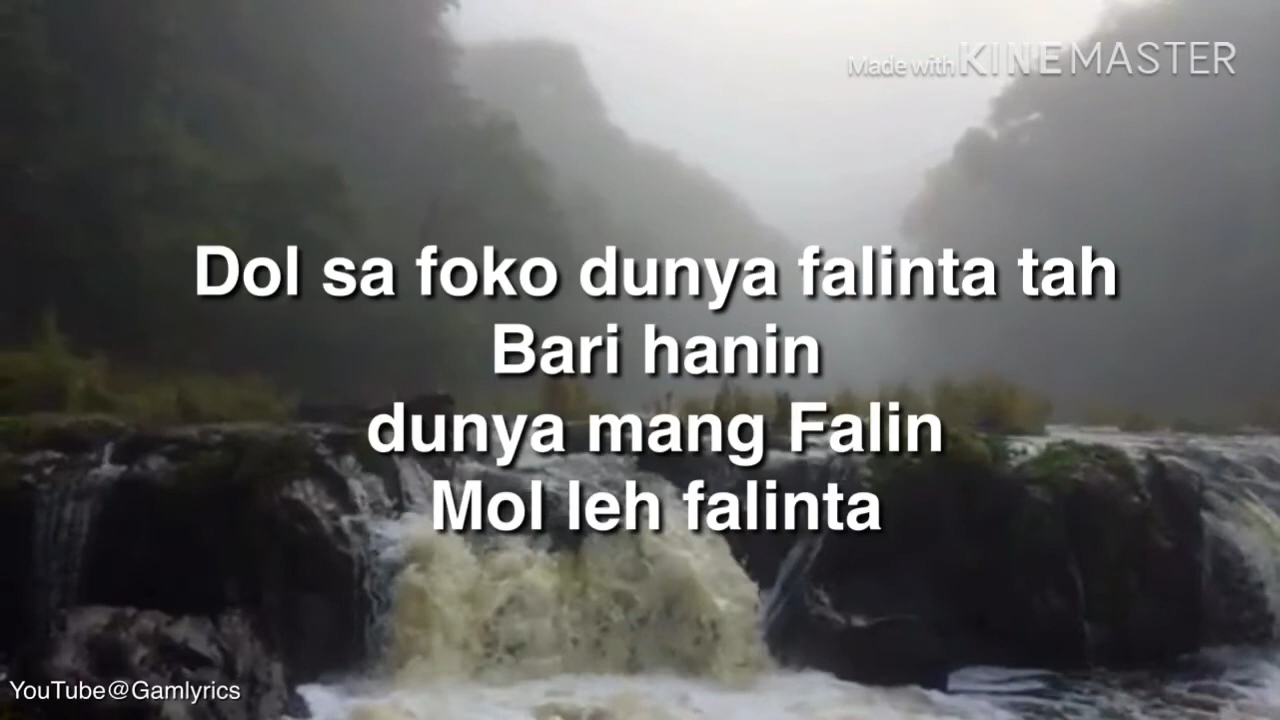 Made with KINEMASTER
Dol sa foko dunya falinta tah
Bari hanin
dunya mang Falin
Mol leh falinta
YouTube@Gamlyrics